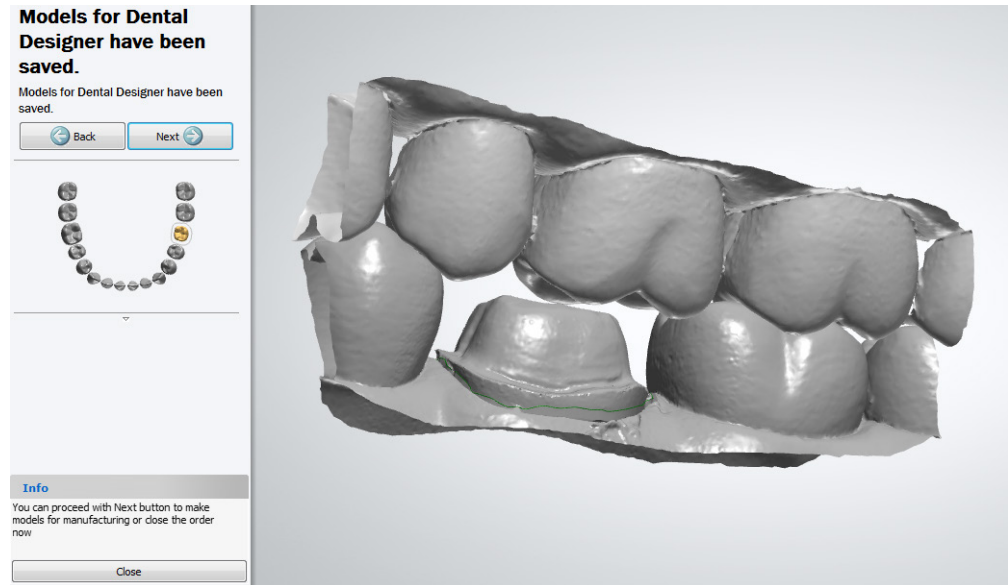 Models for Dental
Designer have been
saved.
Models for Dental Designer have been
saved.
Back
Next
Info
You can proceed with Next button to make
models for manufacturing or close the order
now
Close